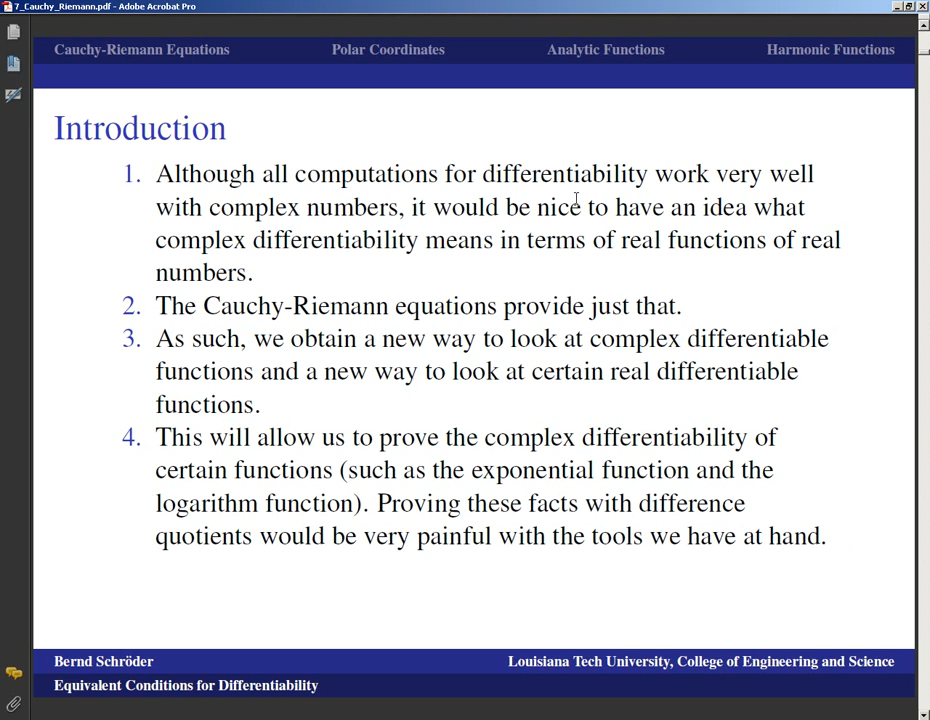 7_Cauchy_Riemann.pdf - Adobe Acrobat Pro
Cauchy-Riemann Equations Polar Coordinates Analytic Functions Harmonic Functions
Introduction
1. Although all computations for differentiability work very well
with complex numbers, it would be nice to have an idea what
complex differentiability means in terms of real functions of real
numbers.
2. The Cauchy-Riemann equations provide just that.
3. As such, we obtain a new way to look at complex differentiable
functions and a new way to look at certain real differentiable
functions.
4. This will allow us to prove the complex differentiability of
certain functions (such as the exponential function and the
logarithm function). Proving these facts with difference
quotients would be very painful with the tools we have at hand.
Bernd Schröder Louisiana Tech University, College of Engineering and Science
Equivalent Conditions for Differentiability